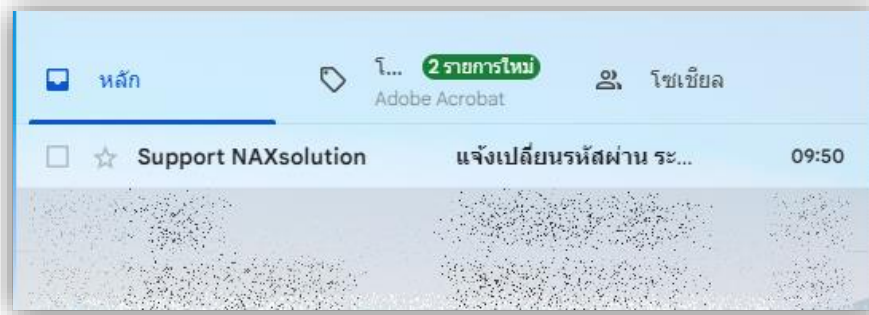 หลัก
โ... 2 รายการใหม่
Adobe Acrobat
โซเชียล
Support NAXsolution แจ้งเปลี่ยนรหัสผ่าน ระ... 09:50